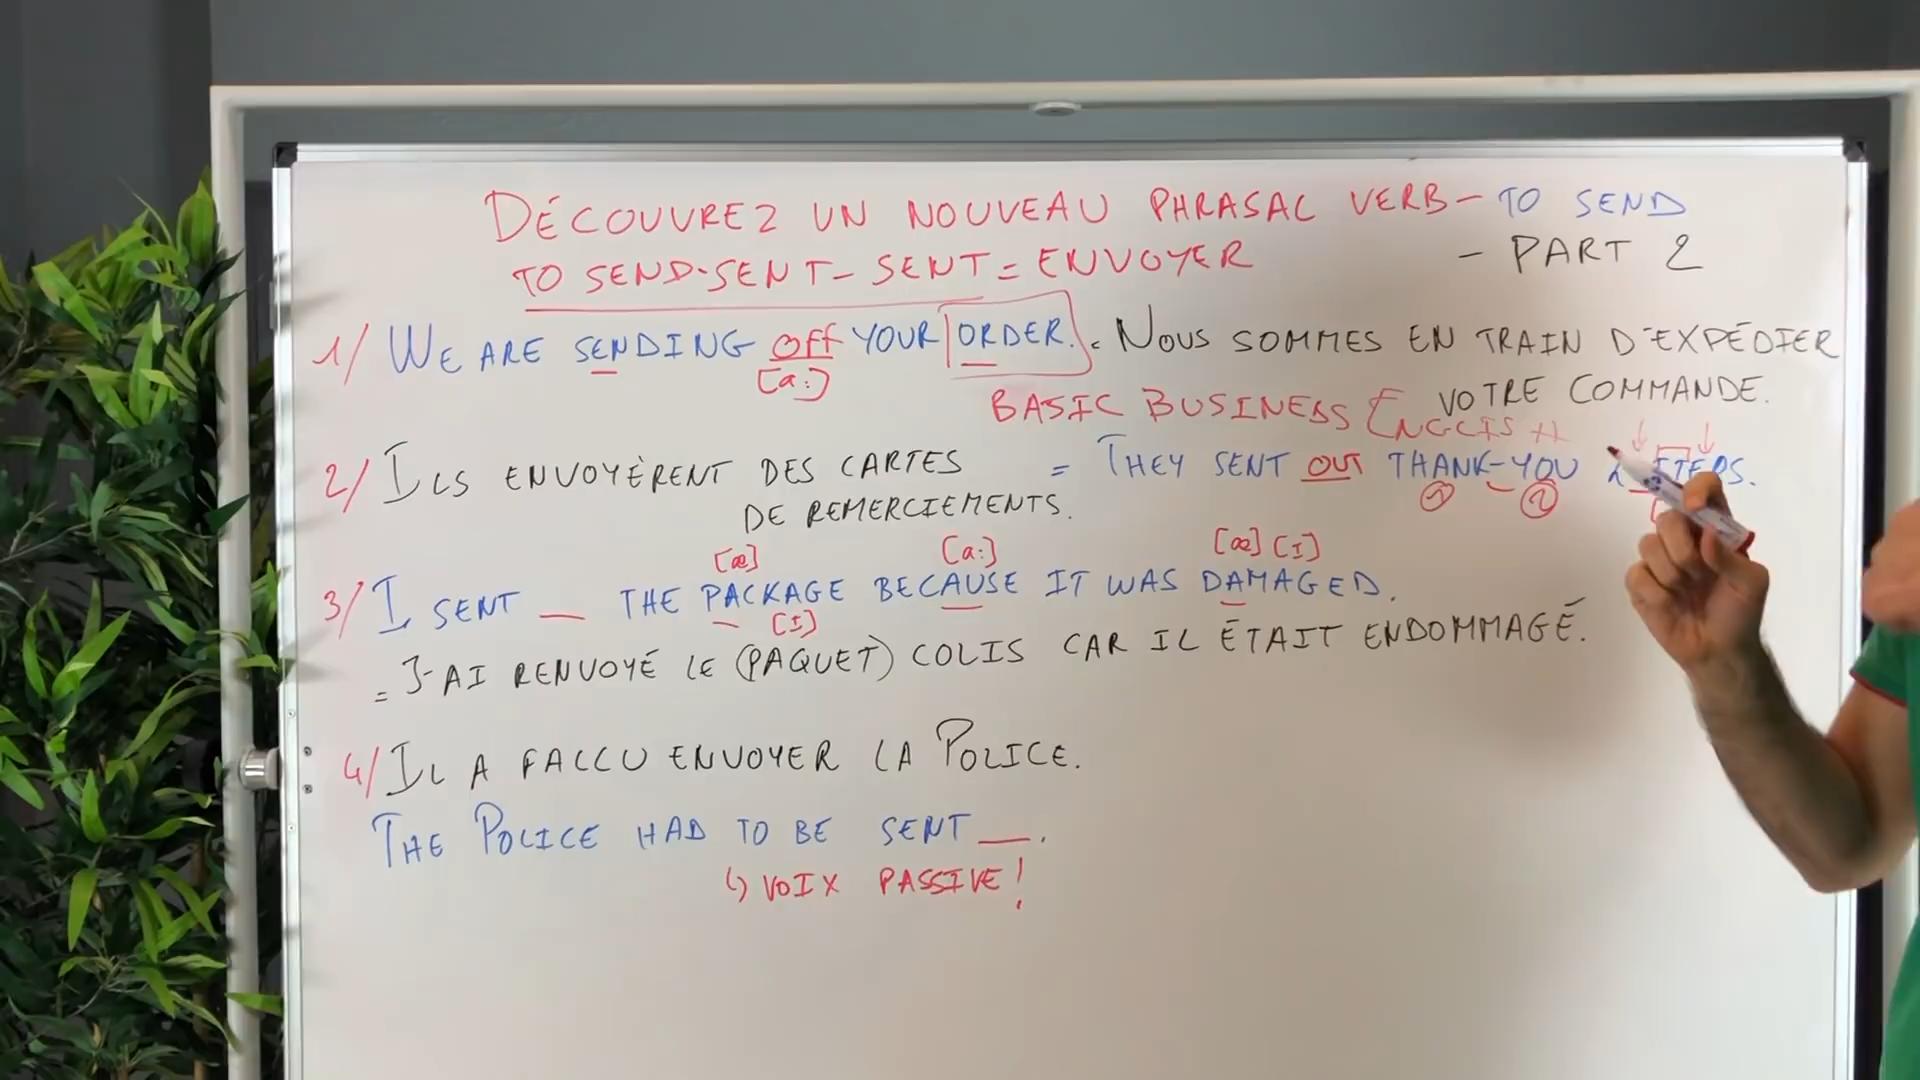 DÉCOUVREZ UN NOUVEAU PHRASAL VERB - TO SEND
TO SEND-SENT-SENT = ENVOYER - PART 2
1/ WE ARE SENDING OFF YOUR ORDER. = NOUS SOMMES EN TRAIN D'EXPÉDIER
[a:]
VOTRE COMMANDE.
BASIC BUSINESS ENGLISH
2/ ILS ENVOYÈRENT DES CARTES = THEY SENT OUT THANK-YOU
DE REMERCIEMENTS.
1 2
[æ] [a:] [æ] [I]
3/ I SENT __ THE PACKAGE BECAUSE IT WAS DAMAGED.
[I]
= J'AI RENVOYÉ LE (PAQUET) COLIS CAR IL ÉTAIT ENDOMMAGÉ.
4/ IL A FALLU ENVOYER LA POLICE.
THE POLICE HAD TO BE SENT __.
↳ VOIX PASSIVE!